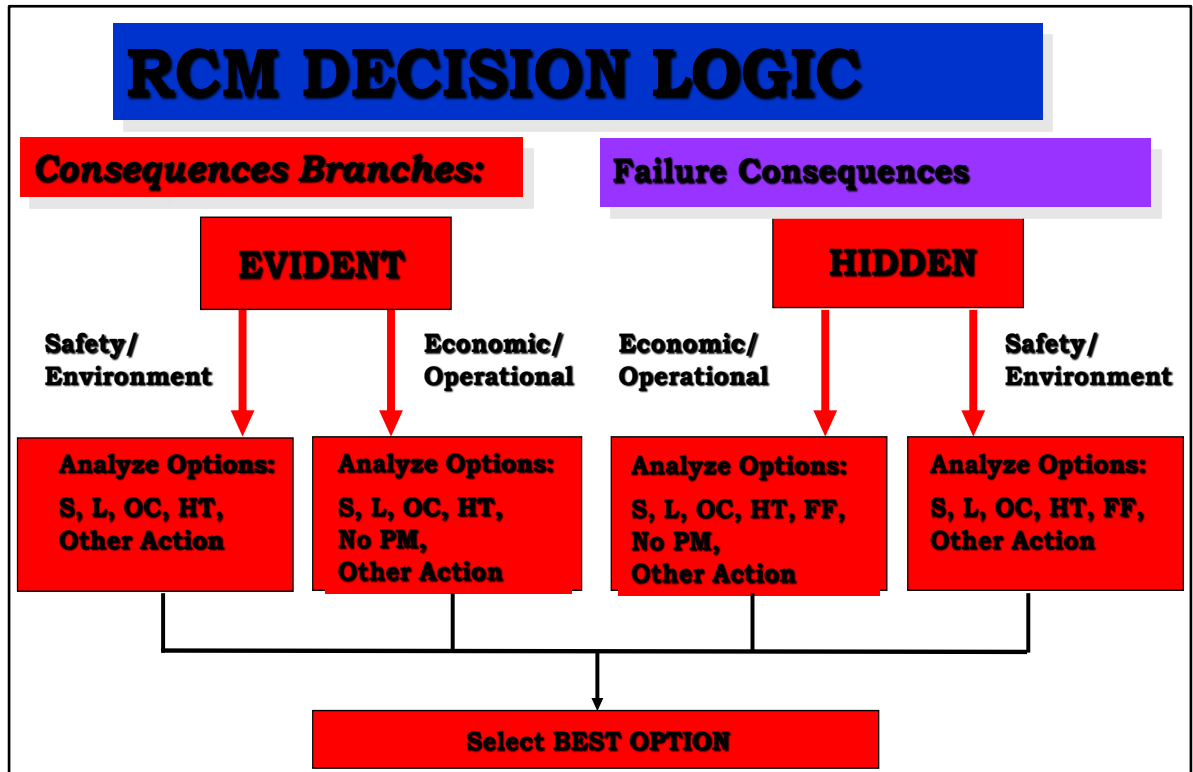 RCM DECISION LOGIC
Consequences Branches:
Failure Consequences
EVIDENT
HIDDEN
Safety/
Environment
Economic/
Operational
Economic/
Operational
Safety/
Environment
Analyze Options:
S, L, OC, HT,
Other Action
Analyze Options:
S, L, OC, HT,
No PM,
Other Action
Analyze Options:
S, L, OC, HT, FF,
No PM,
Other Action
Analyze Options:
S, L, OC, HT, FF,
Other Action
Select BEST OPTION